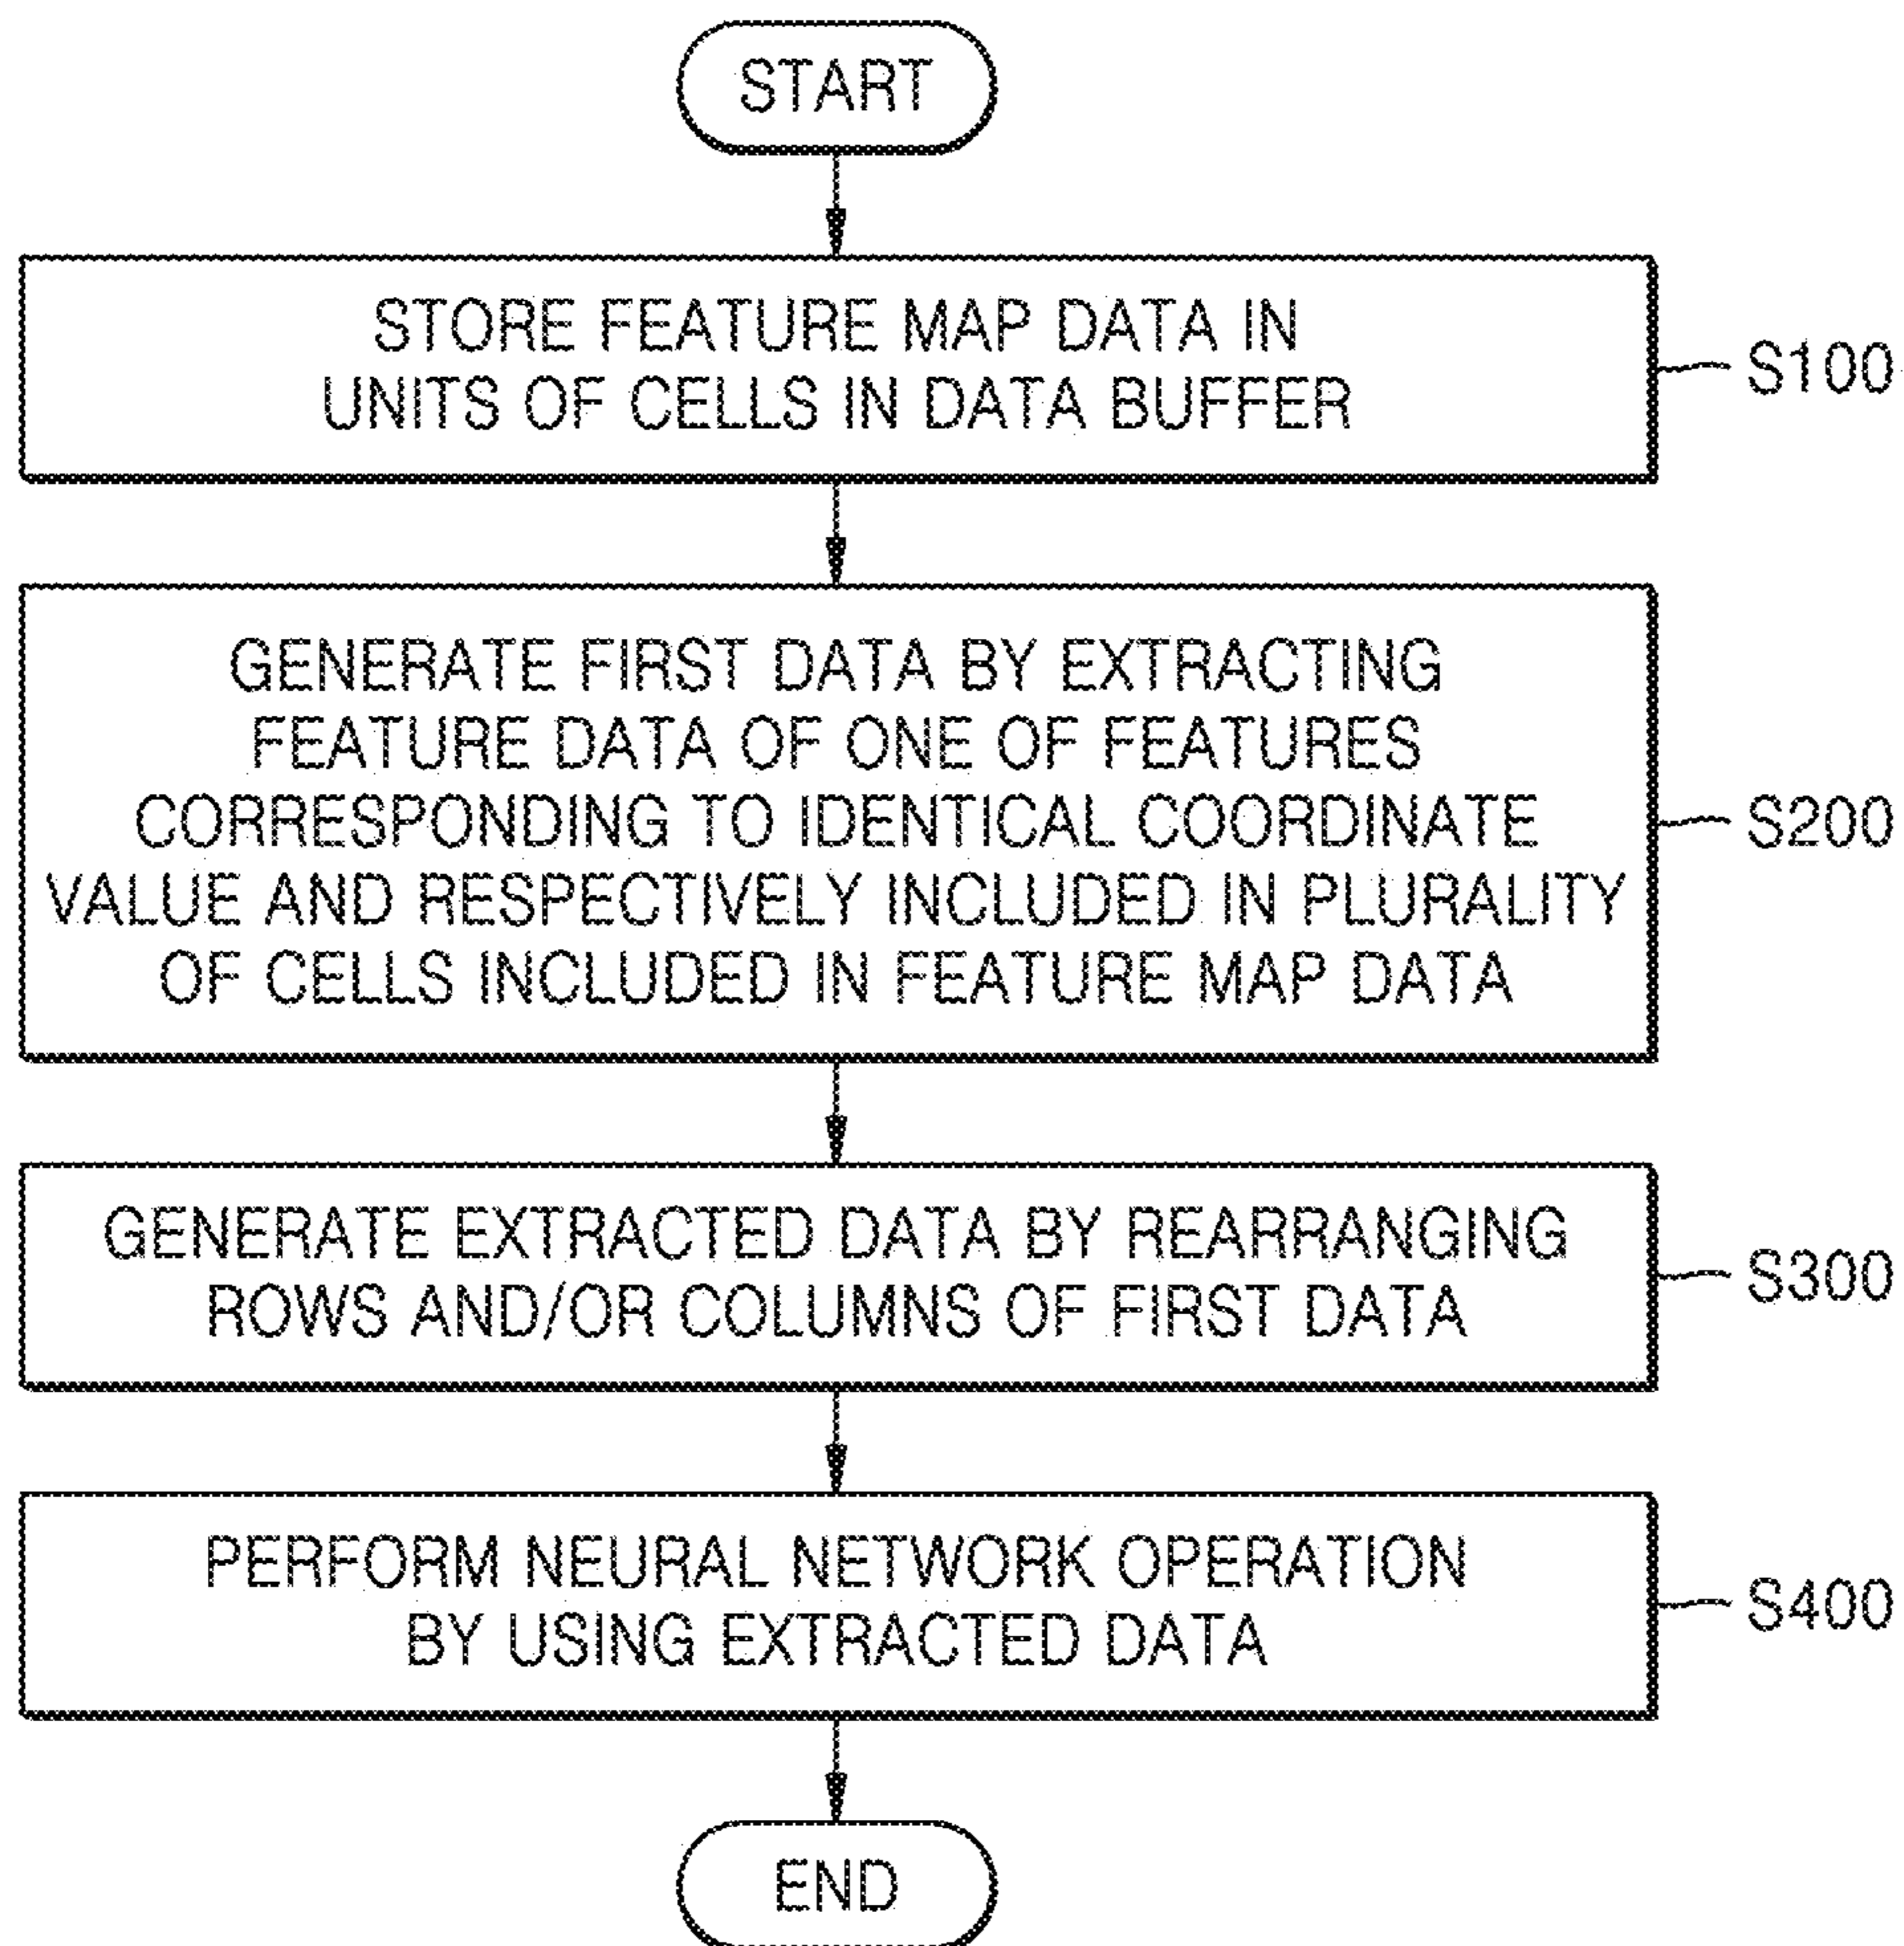 START
STORE FEATURE MAP DATA IN
UNITS OF CELLS IN DATA BUFFER
S100
GENERATE FIRST DATA BY EXTRACTING
FEATURE DATA OF ONE OF FEATURES
CORRESPONDING TO IDENTICAL COORDINATE
VALUE AND RESPECTIVELY INCLUDED IN PLURALITY
OF CELLS INCLUDED IN FEATURE MAP DATA
S200
GENERATE EXTRACTED DATA BY REARRANGING
ROWS AND/OR COLUMNS OF FIRST DATA
S300
PERFORM NEURAL NETWORK OPERATION
BY USING EXTRACTED DATA
S400
END